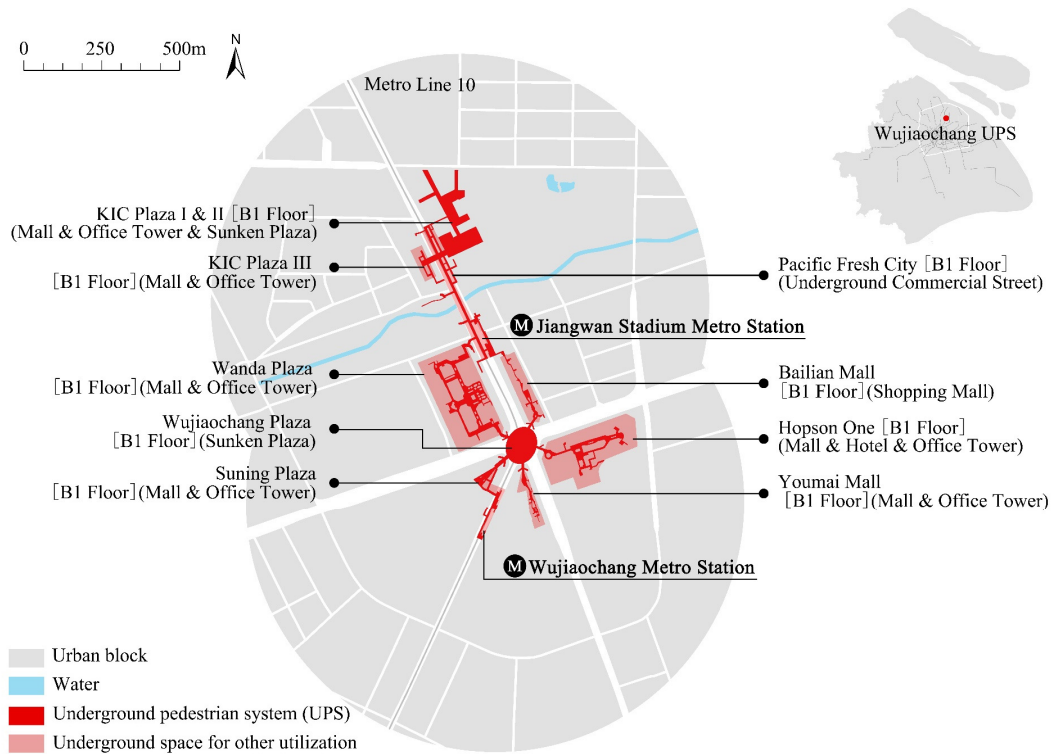 0 250 500m
N
Metro Line 10
Wujiaochang UPS
KIC Plaza I & II [B1 Floor]
(Mall & Office Tower & Sunken Plaza)
KIC Plaza III
[B1 Floor](Mall & Office Tower)
Pacific Fresh City [B1 Floor]
(Underground Commercial Street)
M Jiangwan Stadium Metro Station
Wanda Plaza
[B1 Floor](Mall & Office Tower)
Bailian Mall
[B1 Floor](Shopping Mall)
Wujiaochang Plaza
[B1 Floor](Sunken Plaza)
Hopson One [B1 Floor]
(Mall & Hotel & Office Tower)
Suning Plaza
[B1 Floor](Mall & Office Tower)
Youmai Mall
[B1 Floor](Mall & Office Tower)
M Wujiaochang Metro Station
Urban block
Water
Underground pedestrian system (UPS)
Underground space for other utilization